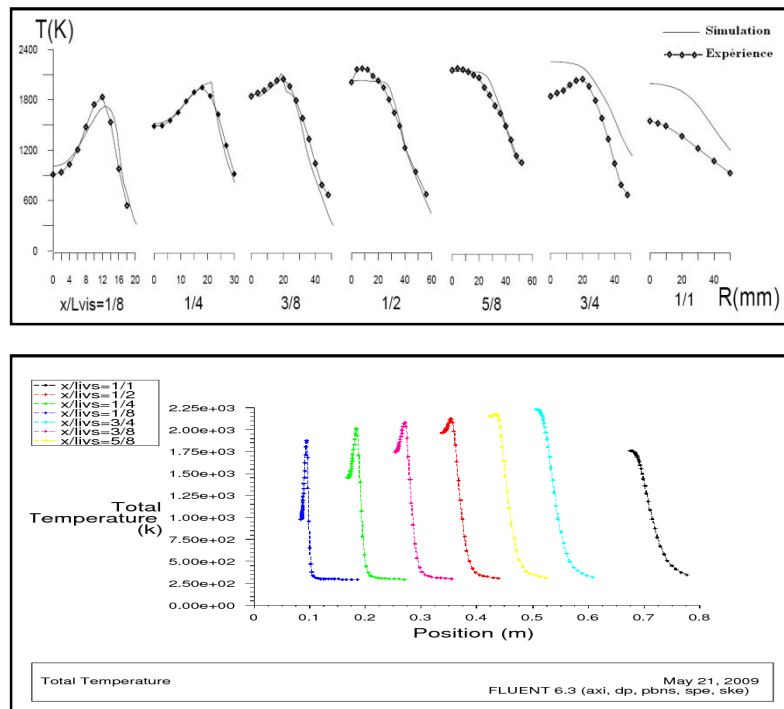 T(K)
Simulation
Expérience
2400
1800
1200
600
0
0 4 8 12 16 20 0 10 20 30 0 20 40 0 20 40 60 0 20 40 60 0 20 40 0 20 40
x/Lvis=1/8 1/4 3/8 1/2 5/8 3/4 1/1 R(mm)
x/livs=1/1
x/livs=1/2
x/livs=1/4
x/livs=1/8
x/livs=3/4
x/livs=3/8
x/livs=5/8
2.25e+03
2.00e+03
1.75e+03
1.50e+03
1.25e+03
1.00e+03
7.50e+02
5.00e+02
2.50e+02
0.00e+00
Total
Temperature
(k)
0 0.1 0.2 0.3 0.4 0.5 0.6 0.7 0.8
Position (m)
Total Temperature
May 21, 2009
FLUENT 6.3 (axi, dp, pbns, spe, ske)